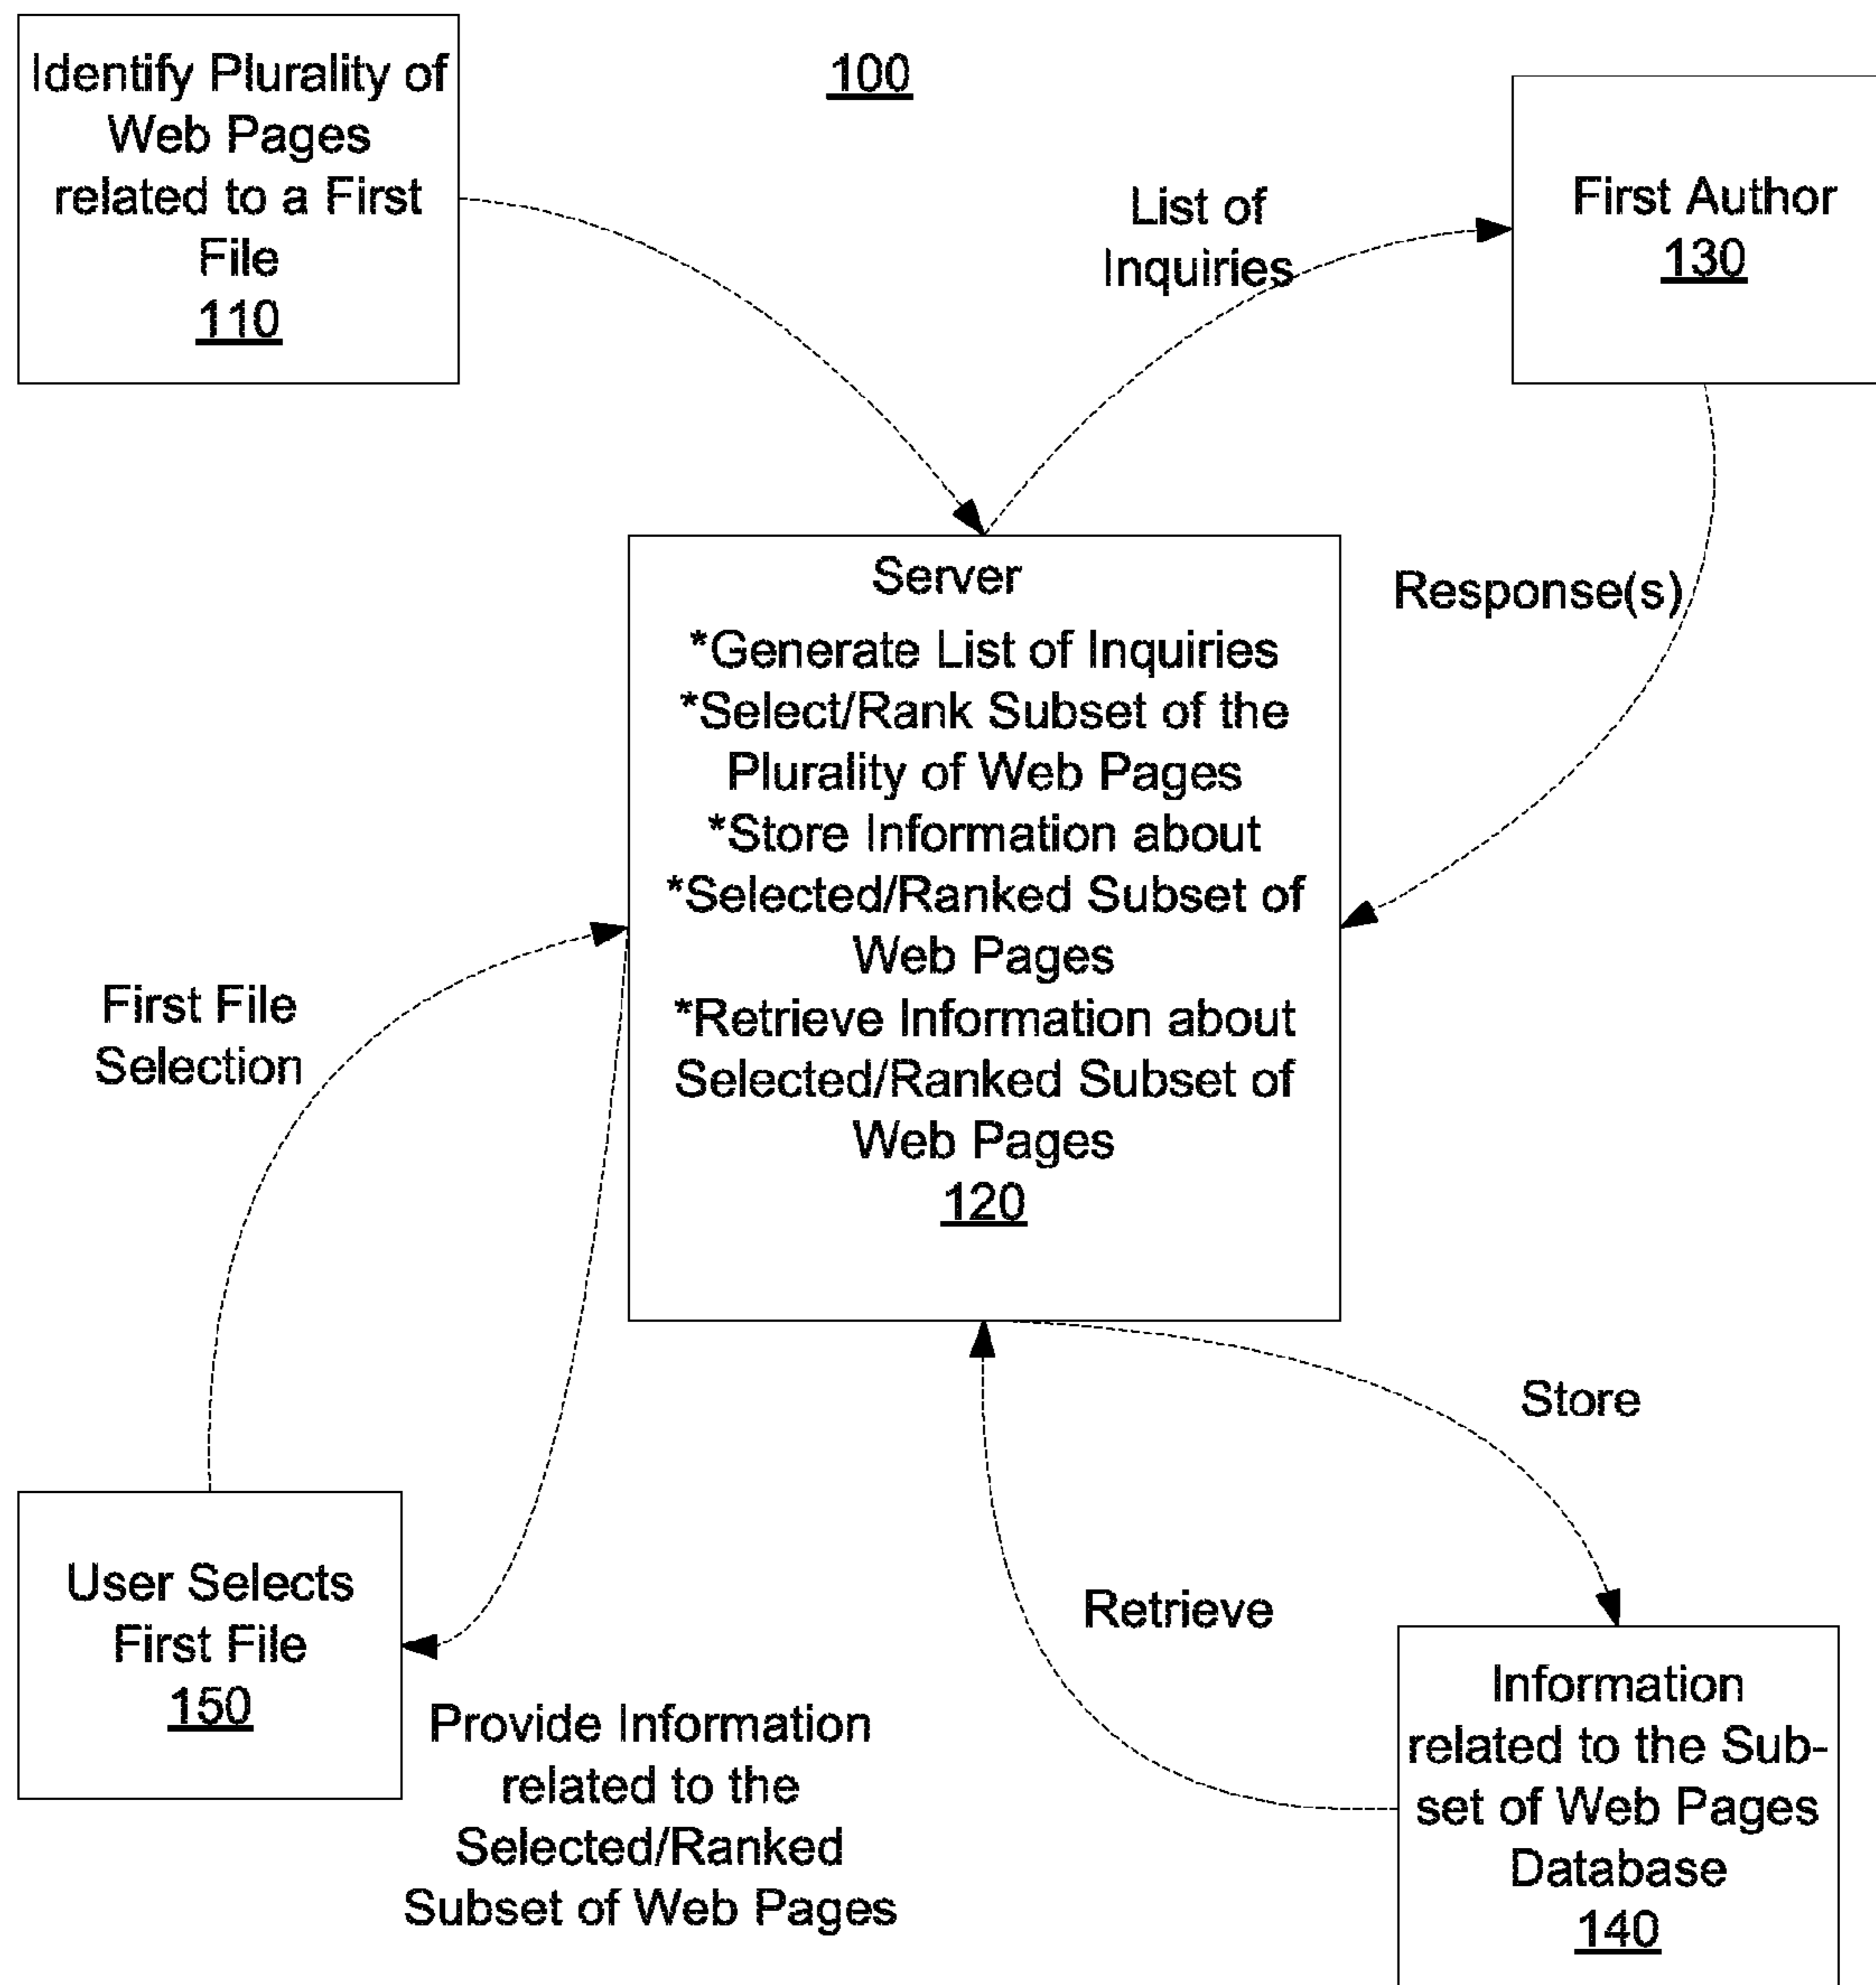 Identify Plurality of
Web Pages
related to a First
File
110
100
List of
Inquiries
First Author
130
Response(s)
Server
*Generate List of Inquiries
*Select/Rank Subset of the
Plurality of Web Pages
*Store Information about
*Selected/Ranked Subset of
Web Pages
*Retrieve Information about
Selected/Ranked Subset of
Web Pages
120
First File
Selection
User Selects
First File
150
Provide Information
related to the
Selected/Ranked
Subset of Web Pages
Store
Retrieve
Information
related to the Sub-
set of Web Pages
Database
140